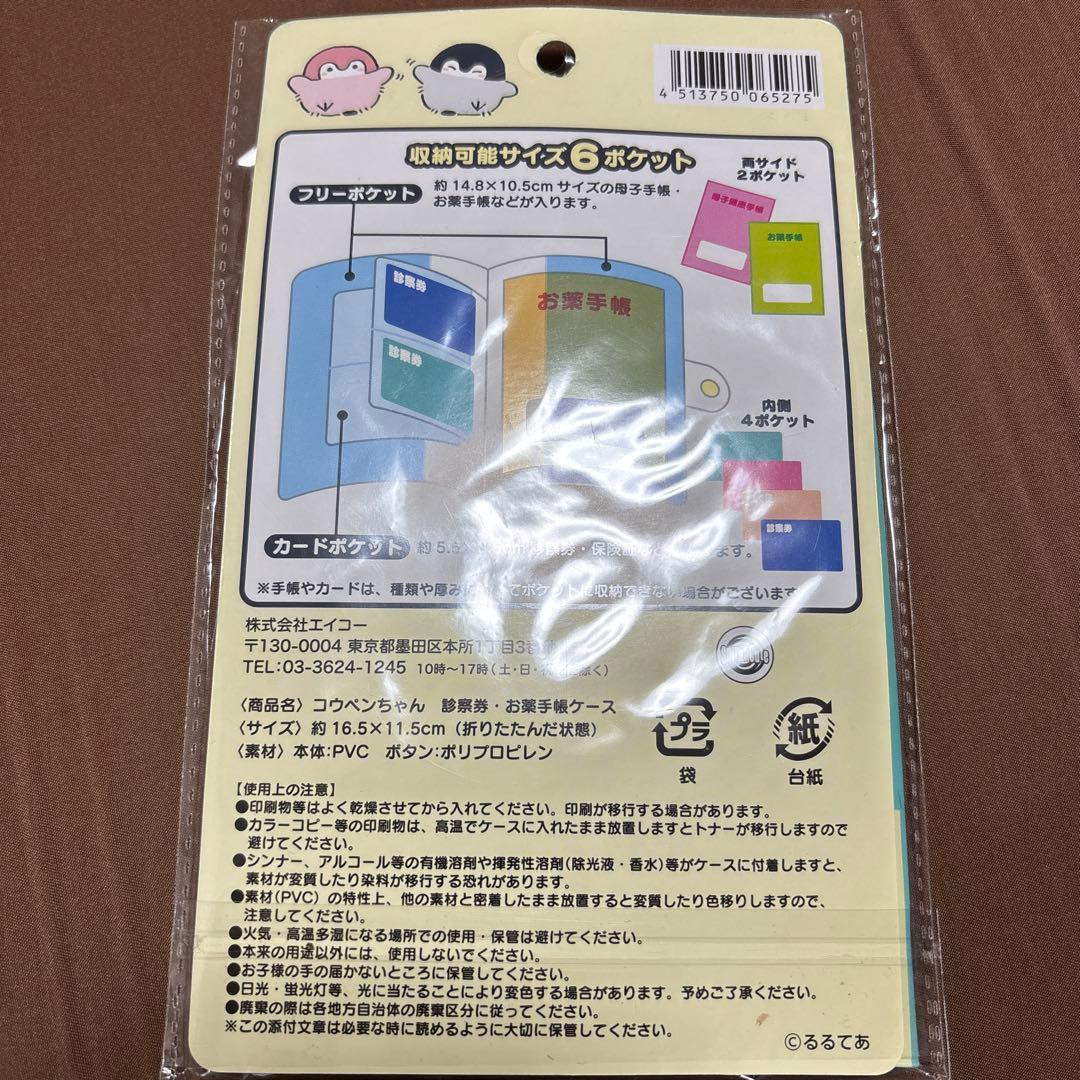 4 513750 065275
収納可能サイズ6ポケット
両サイド
2ポケット
フリーポケット
約14.8×10.5cmサイズの母子手帳・
お薬手帳などが入ります。
母子健康手帳
お薬手帳
診察券
お薬手帳
診察券
内側
4ポケット
診察券
カードポケット 約5.
診察券・保険証
ます。
※手帳やカードは、種類や厚み
てポケットに収納できない場合がございます
株式会社エイコー
〒130-0004 東京都墨田区本所1丁目3番
TEL:03-3624-1245 10時~17時(土・日・祝
除く)
〈商品名〉コウペンちゃん 診察券・お薬手帳ケース
〈サイズ〉約16.5×11.5cm(折りたたんだ状態)
〈素材〉本体:PVC ボタン:ポリプロピレン
プラ
袋
紙
台紙
【使用上の注意】
●印刷物等はよく乾燥させてから入れてください。印刷が移行する場合があります。
●カラーコピー等の印刷物は、高温でケースに入れたまま放置しますとトナーが移行しますので
避けてください。
●シンナー、アルコール等の有機溶剤や揮発性溶剤(除光液・香水)等がケースに付着しますと、
素材が変質したり染料が移行する恐れがあります。
●素材(PVC)の特性上、他の素材と密着したまま放置すると変質したり色移りしますので、
注意してください。
●火気・高温多湿になる場所での使用・保管は避けてください。
●本来の用途以外には、使用しないでください。
●お子様の手の届かないところに保管してください。
●日光・蛍光灯等、光に当たることにより変色する場合があります。予めご了承ください。
●廃棄の際は各地方自治体の廃棄区分に従ってください。
※この添付文章は必要な時に読めるように大切に保管してください。
©るるてあ